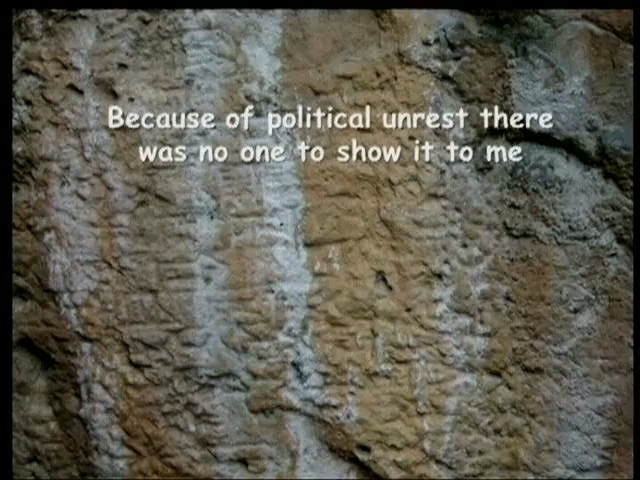 Because of political unrest there
was no one to show it to me